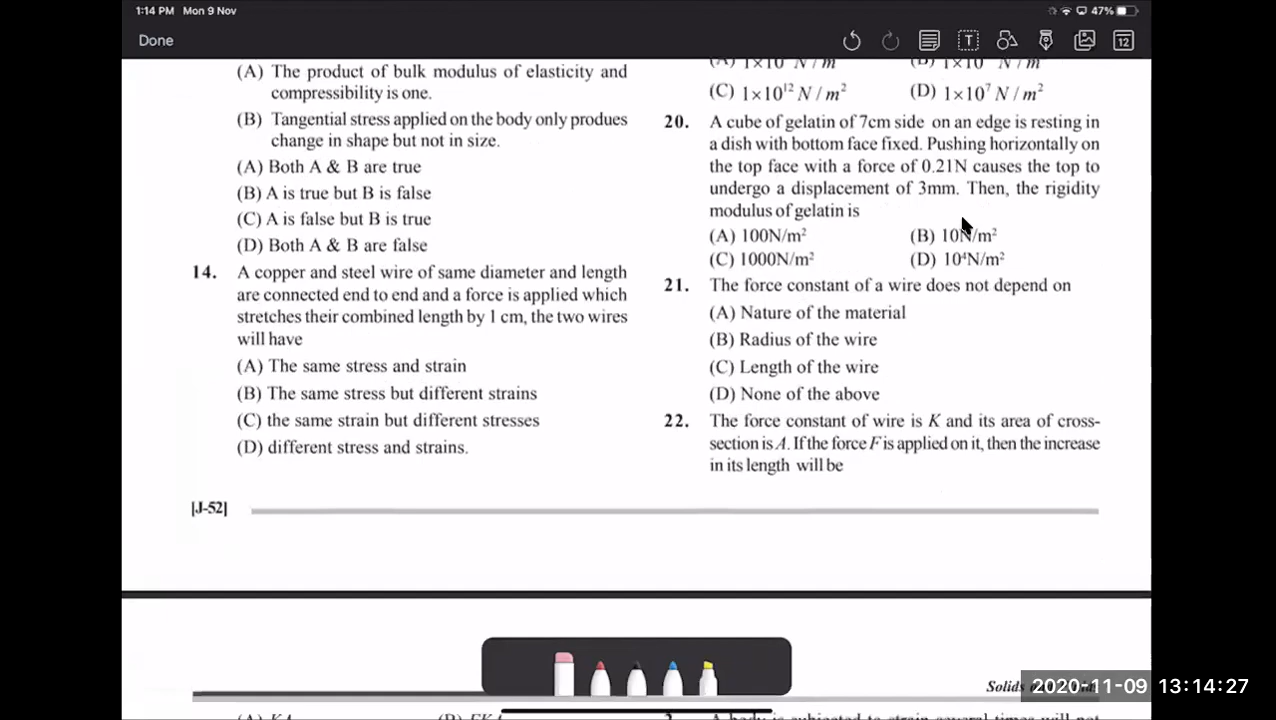 1:14 PM Mon 9 Nov
47%
Done
T
12
(A) The product of bulk modulus of elasticity and
compressibility is one.
(B) Tangential stress applied on the body only produes
change in shape but not in size.
(A) Both A & B are true
(B) A is true but B is false
(C) A is false but B is true
(D) Both A & B are false
14. A copper and steel wire of same diameter and length
are connected end to end and a force is applied which
stretches their combined length by 1 cm, the two wires
will have
(A) The same stress and strain
(B) The same stress but different strains
(C) the same strain but different stresses
(D) different stress and strains.
(C) 1×10¹² N / m² (D) 1×10⁷ N / m²
20. A cube of gelatin of 7cm side on an edge is resting in
a dish with bottom face fixed. Pushing horizontally on
the top face with a force of 0.21N causes the top to
undergo a displacement of 3mm. Then, the rigidity
modulus of gelatin is
(A) 100N/m² (B) 10N/m²
(C) 1000N/m² (D) 10⁴N/m²
21. The force constant of a wire does not depend on
(A) Nature of the material
(B) Radius of the wire
(C) Length of the wire
(D) None of the above
22. The force constant of wire is K and its area of cross-
section is A. If the force F is applied on it, then the increase
in its length will be
|J-52|
Solids
2020-11-09 13:14:27